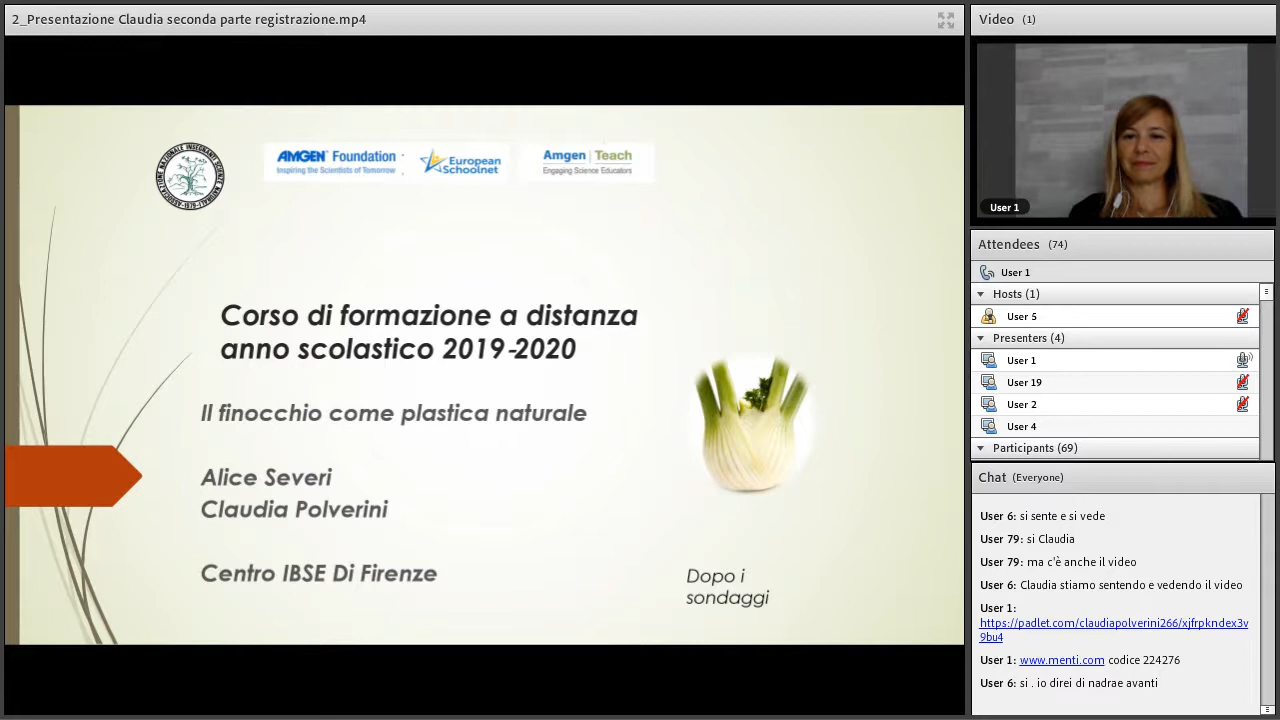 2_Presentazione Claudia seconda parte registrazione.mp4
ASSOCIAZIONE NAZIONALE INSEGNANTI SCIENZE NATURALI
1979
AMGEN Foundation
Inspiring the Scientists of Tomorrow
European
Schoolnet
Amgen | Teach
Engaging Science Educators
Corso di formazione a distanza
anno scolastico 2019-2020
Il finocchio come plastica naturale
Alice Severi
Claudia Polverini
Centro IBSE Di Firenze
Dopo i
sondaggi
Video (1)
User 1
Attendees (74)
User 1
Hosts (1)
User 5
Presenters (4)
User 1
User 19
User 2
User 4
Participants (69)
Chat (Everyone)
User 6: si sente e si vede
User 79: si Claudia
User 79: ma c'è anche il video
User 6: Claudia stiamo sentendo e vedendo il video
User 1:
https://padlet.com/claudiapolverini266/xjfrpkndex3v
9bu4
User 1: www.menti.com codice 224276
User 6: si . io direi di nadrae avanti